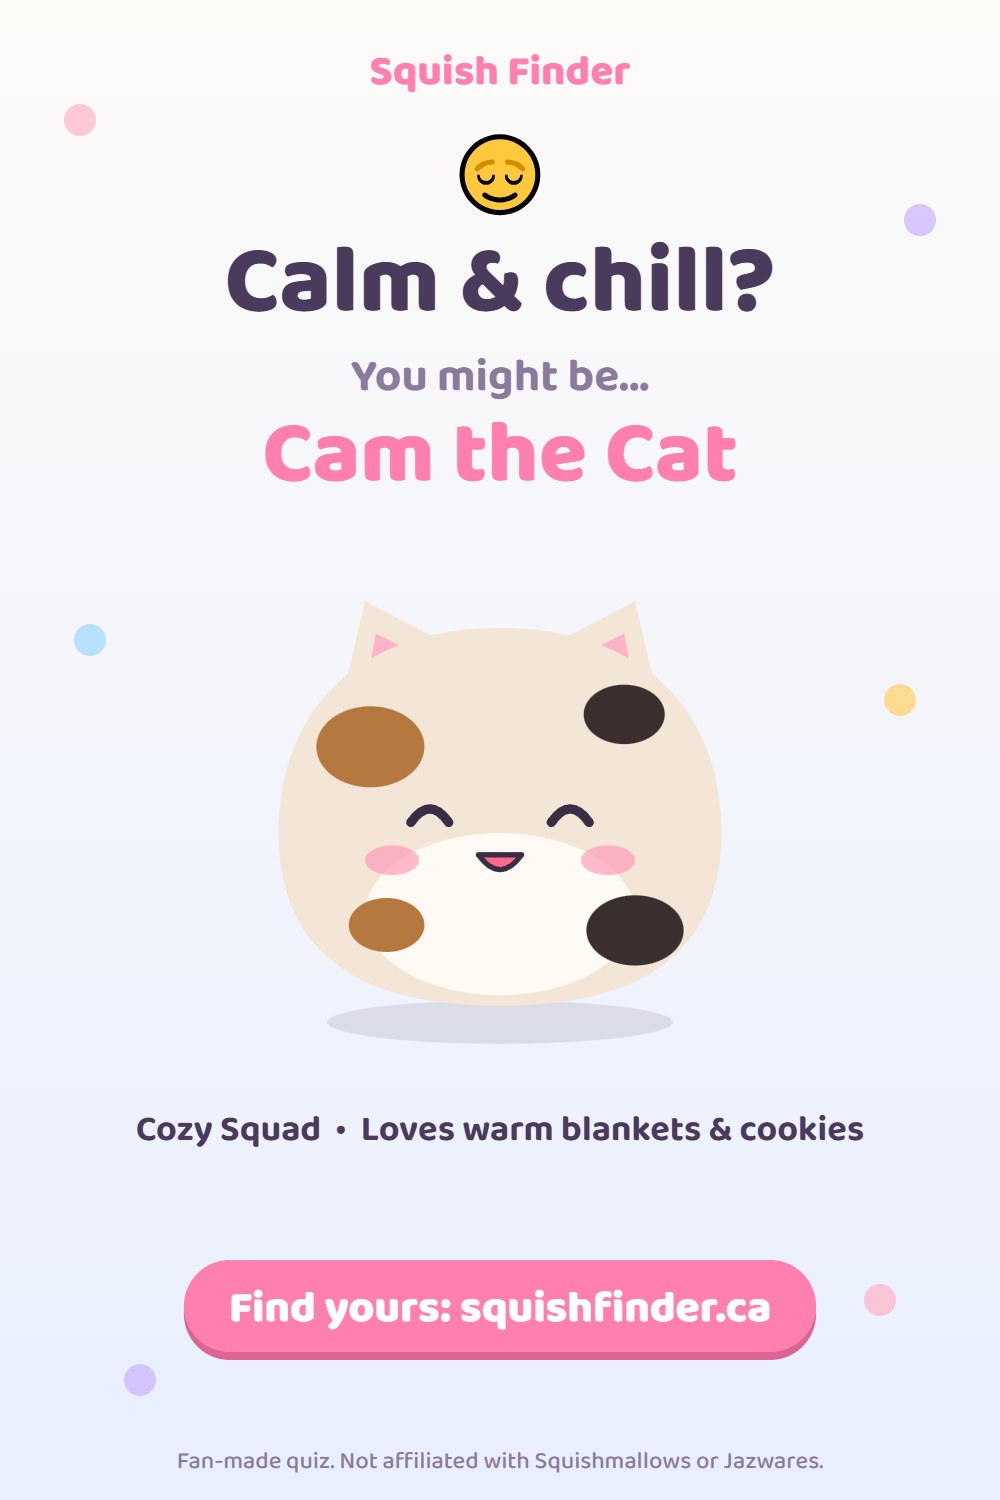 Squish Finder
Calm & chill?
You might be...
Cam the Cat
Cozy Squad • Loves warm blankets & cookies
Find yours: squishfinder.ca
Fan-made quiz. Not affiliated with Squishmallows or Jazwares.